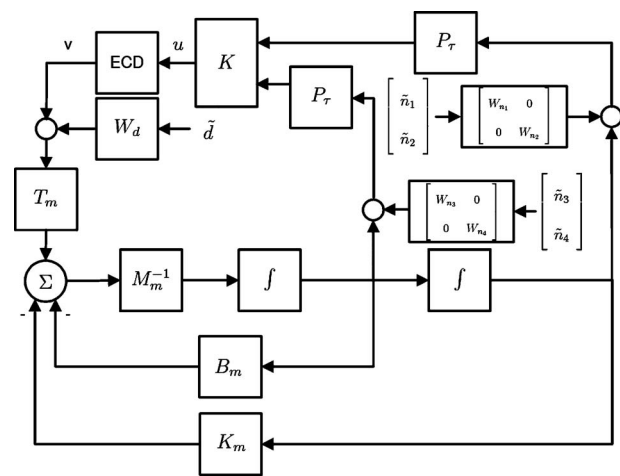 v ECD u K P_τ
P_τ
[ ñ_1 ñ_2 ]
[ W_{n_1} 0
0 W_{n_2} ]
W_d d̃
T_m
[ W_{n_3} 0
0 W_{n_4} ]
[ ñ_3 ñ_4 ]
Σ M_m^{-1} ∫ ∫
- -
B_m
K_m